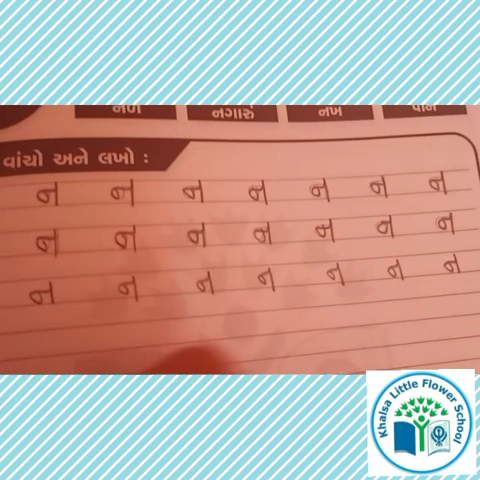 નળ નગારું નખ પાન
વાંચો અને લખો :
ન ન ન ન ન ન ન
ન ન ન ન ન ન ન
ન ન ન ન ન ન ન
Khalsa Little Flower School